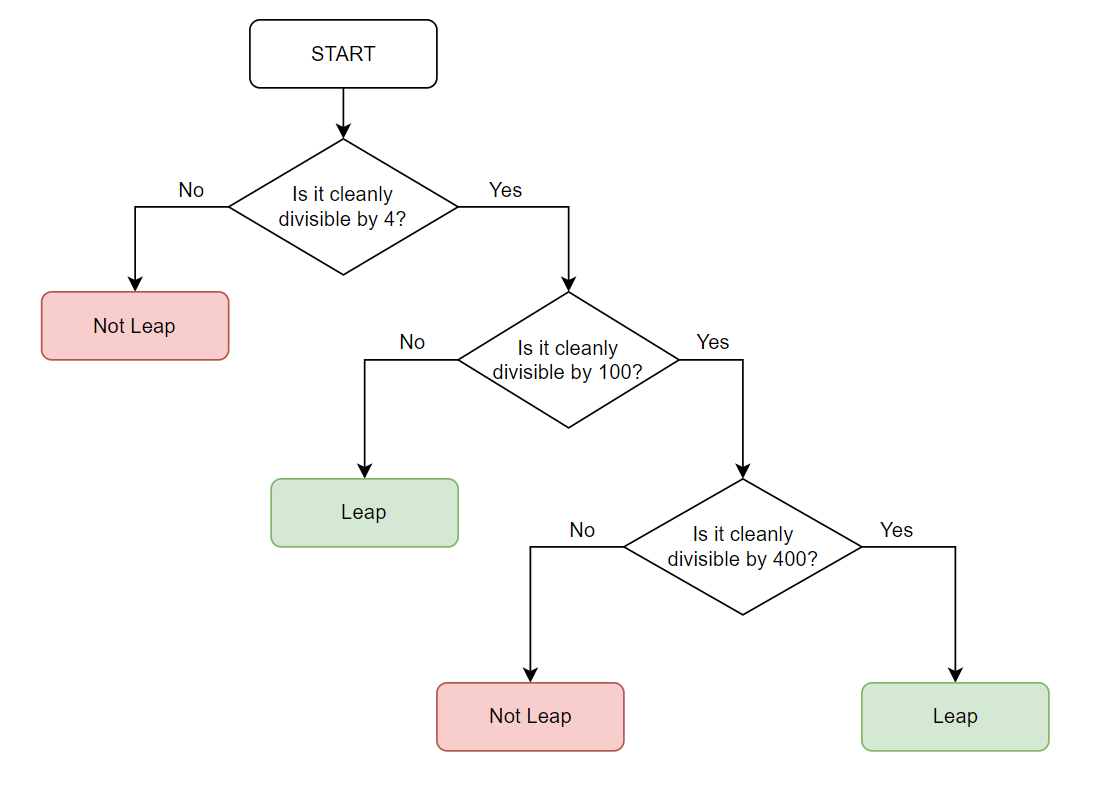 START
No
Yes
Is it cleanly
divisible by 4?
Not Leap
No
Yes
Is it cleanly
divisible by 100?
Leap
No
Yes
Is it cleanly
divisible by 400?
Not Leap
Leap